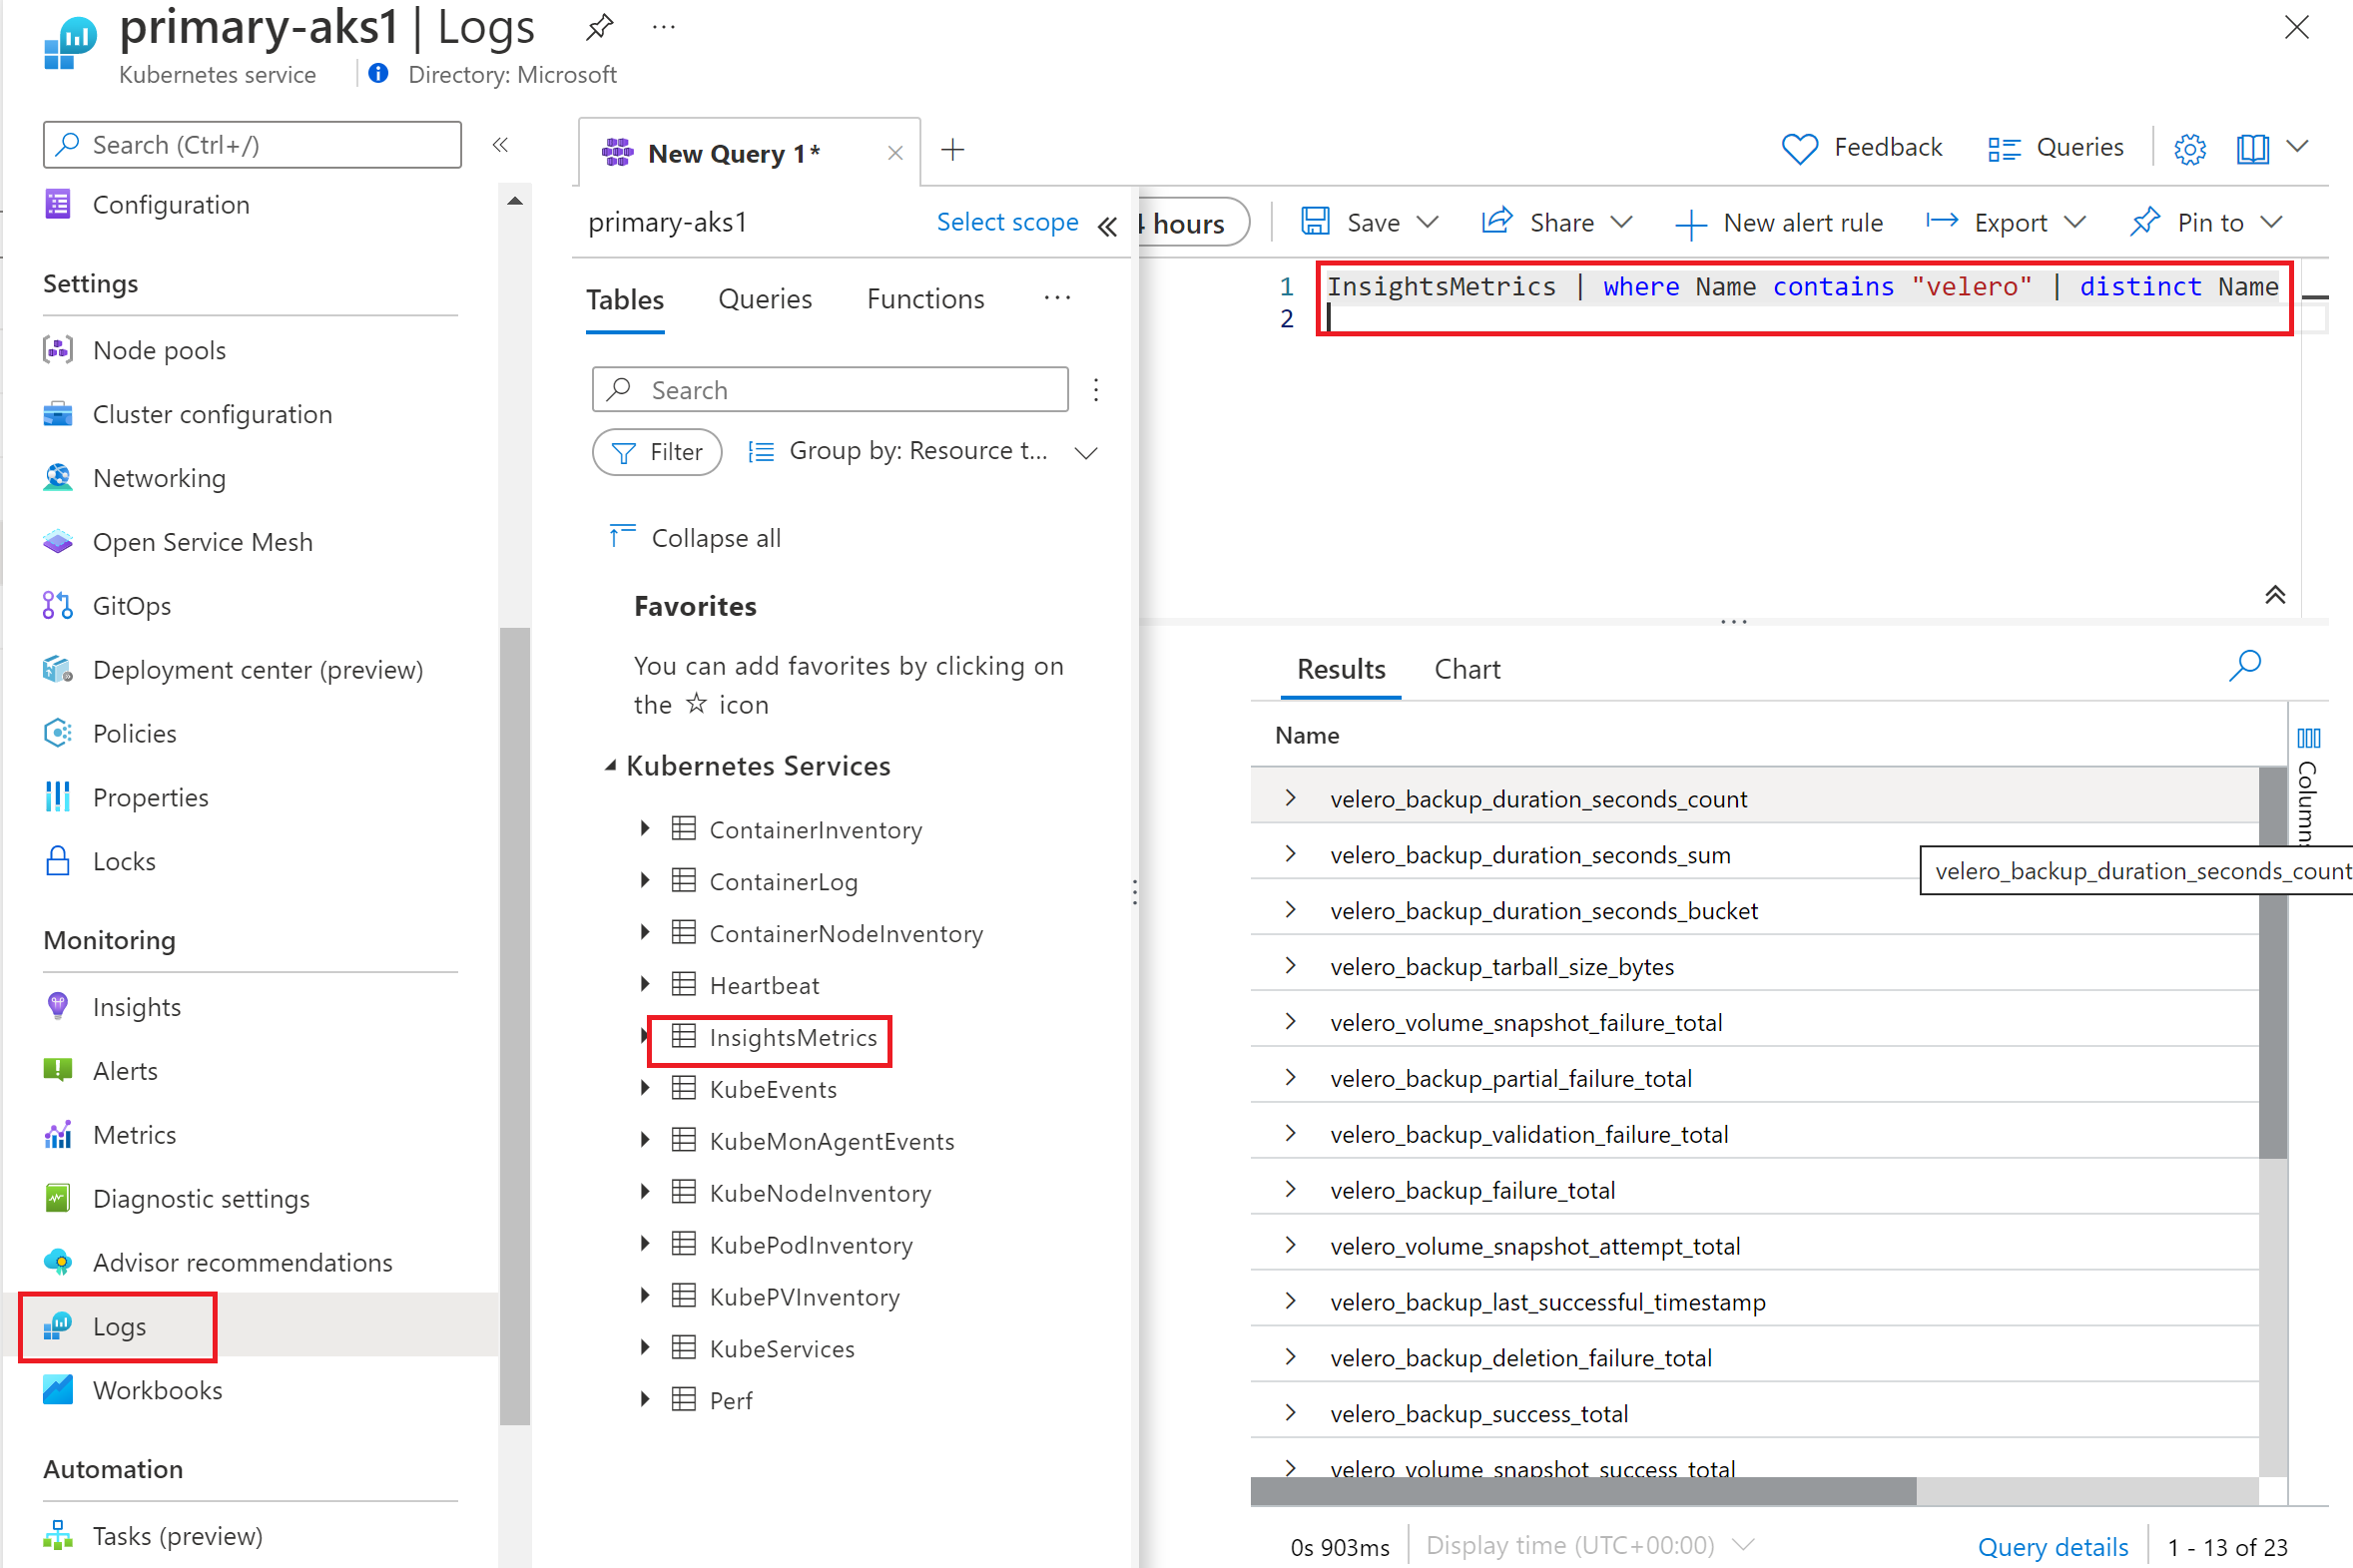 primary-aks1 | Logs
Kubernetes service
Directory: Microsoft
Search (Ctrl+/)
Configuration
Settings
Node pools
Cluster configuration
Networking
Open Service Mesh
GitOps
Deployment center (preview)
Policies
Properties
Locks
Monitoring
Insights
Alerts
Metrics
Diagnostic settings
Advisor recommendations
Logs
Workbooks
Automation
Tasks (preview)
New Query 1*
Feedback
Queries
primary-aks1
Select scope
4 hours
Save
Share
New alert rule
Export
Pin to
Tables
Queries
Functions
Search
Filter
Group by: Resource t...
Collapse all
Favorites
You can add favorites by clicking on
the ☆ icon
Kubernetes Services
ContainerInventory
ContainerLog
ContainerNodeInventory
Heartbeat
InsightsMetrics
KubeEvents
KubeMonAgentEvents
KubeNodeInventory
KubePodInventory
KubePVInventory
KubeServices
Perf
1 InsightsMetrics | where Name contains "velero" | distinct Name
2
Results
Chart
Name
Columns
velero_backup_duration_seconds_count
velero_backup_duration_seconds_sum
velero_backup_duration_seconds_count
velero_backup_duration_seconds_bucket
velero_backup_tarball_size_bytes
velero_volume_snapshot_failure_total
velero_backup_partial_failure_total
velero_backup_validation_failure_total
velero_backup_failure_total
velero_volume_snapshot_attempt_total
velero_backup_last_successful_timestamp
velero_backup_deletion_failure_total
velero_backup_success_total
velero_volume_snapshot_success_total
0s 903ms
Display time (UTC+00:00)
Query details
1 - 13 of 23